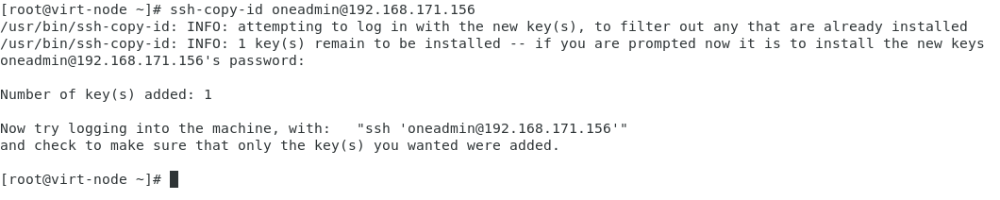 [root@virt-node ~]# ssh-copy-id oneadmin@192.168.171.156
/usr/bin/ssh-copy-id: INFO: attempting to log in with the new key(s), to filter out any that are already installed
/usr/bin/ssh-copy-id: INFO: 1 key(s) remain to be installed -- if you are prompted now it is to install the new keys
oneadmin@192.168.171.156's password:
Number of key(s) added: 1
Now try logging into the machine, with:   "ssh 'oneadmin@192.168.171.156'"
and check to make sure that only the key(s) you wanted were added.
[root@virt-node ~]#